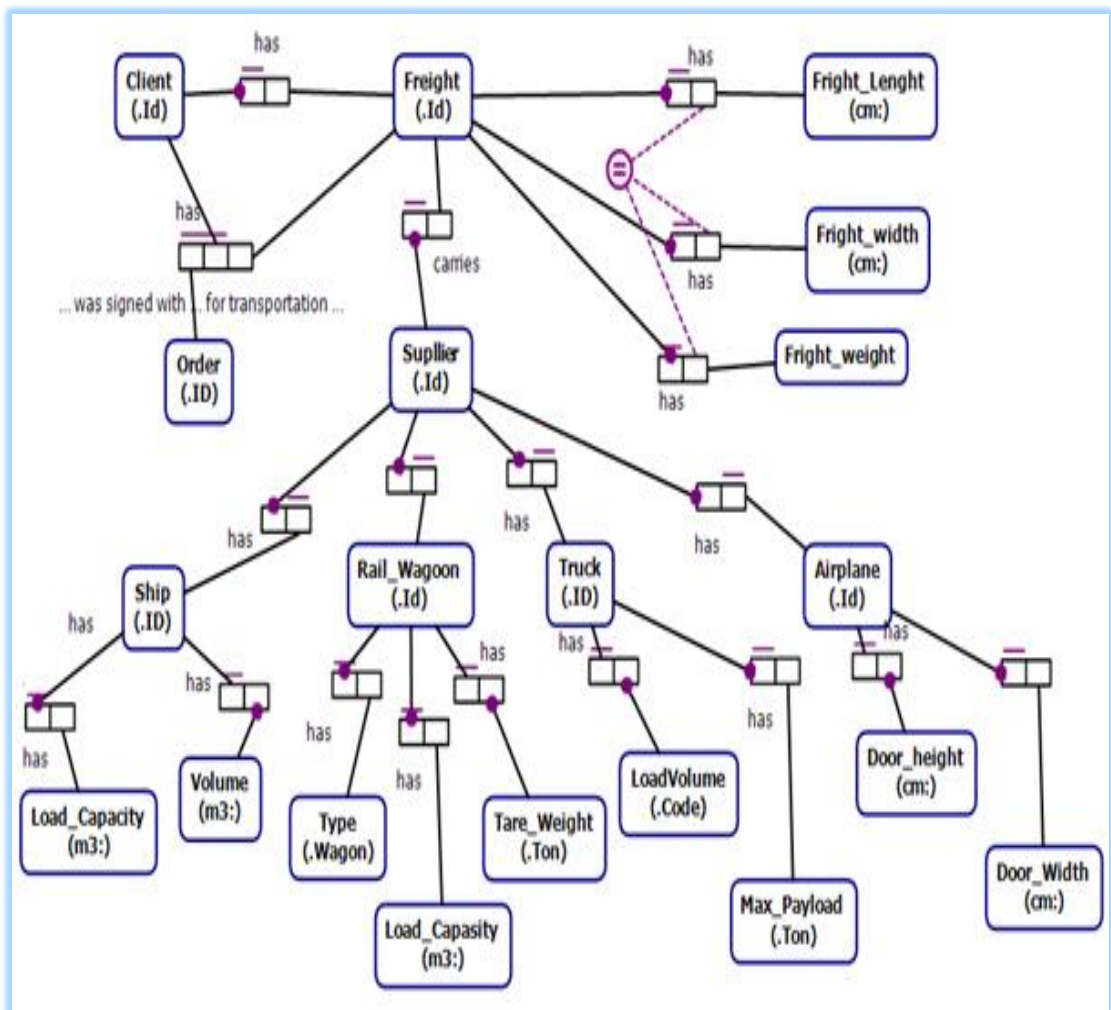 has
has
Client
(.Id)
Freight
(.Id)
Fright_Lenght
(cm:)
has
Fright_width
(cm:)
has
carries
... was signed with ... for transportation ...
Order
(.ID)
Supllier
(.Id)
Fright_weight
has
has
has
has
Ship
(.ID)
Rail_Wagoon
(.Id)
Truck
(.ID)
Airplane
(.Id)
has
has
has
has
has
has
has
has
has
Load_Capacity
(m3:)
Volume
(m3:)
Type
(.Wagon)
Tare_Weight
(.Ton)
LoadVolume
(.Code)
Door_height
(cm:)
Load_Capasity
(m3:)
Max_Payload
(.Ton)
Door_Width
(cm:)